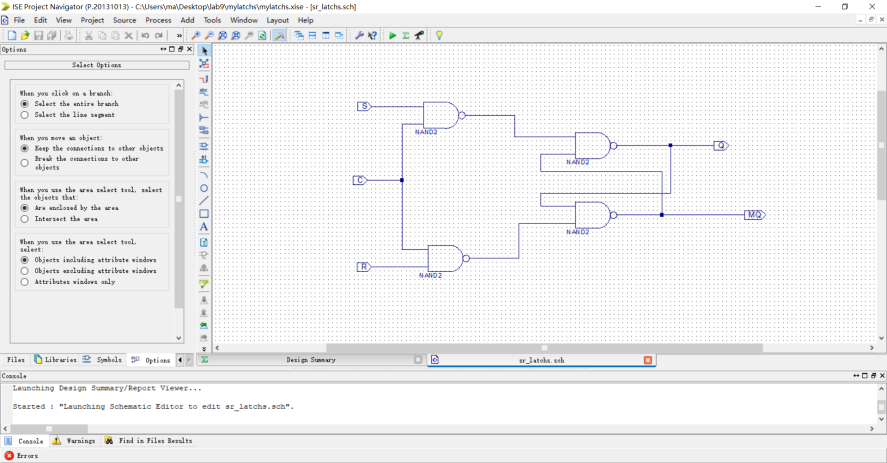 ISE Project Navigator (P.20131013) - C:\Users\ma\Desktop\lab9\mylatchs\mylatchs.xise - [sr_latchs.sch]
File Edit View Project Source Process Add Tools Window Layout Help
Options
Select Options
When you click on a branch:
Select the entire branch
Select the line segment
When you move an object:
Keep the connections to other objects
Break the connections to other
objects
When you use the area select tool, select
the objects that:
Are enclosed by the area
Intersect the area
When you use the area select tool,
select:
Objects including attribute windows
Objects excluding attribute windows
Attributes windows only
S
NAND2
C
R
NAND2
NAND2
Q
NAND2
MQ
Files Libraries Symbols Options
Design Summary
sr_latchs.sch
Console
Launching Design Summary/Report Viewer...
Started : "Launching Schematic Editor to edit sr_latchs.sch".
Console Warnings Find in Files Results
Errors